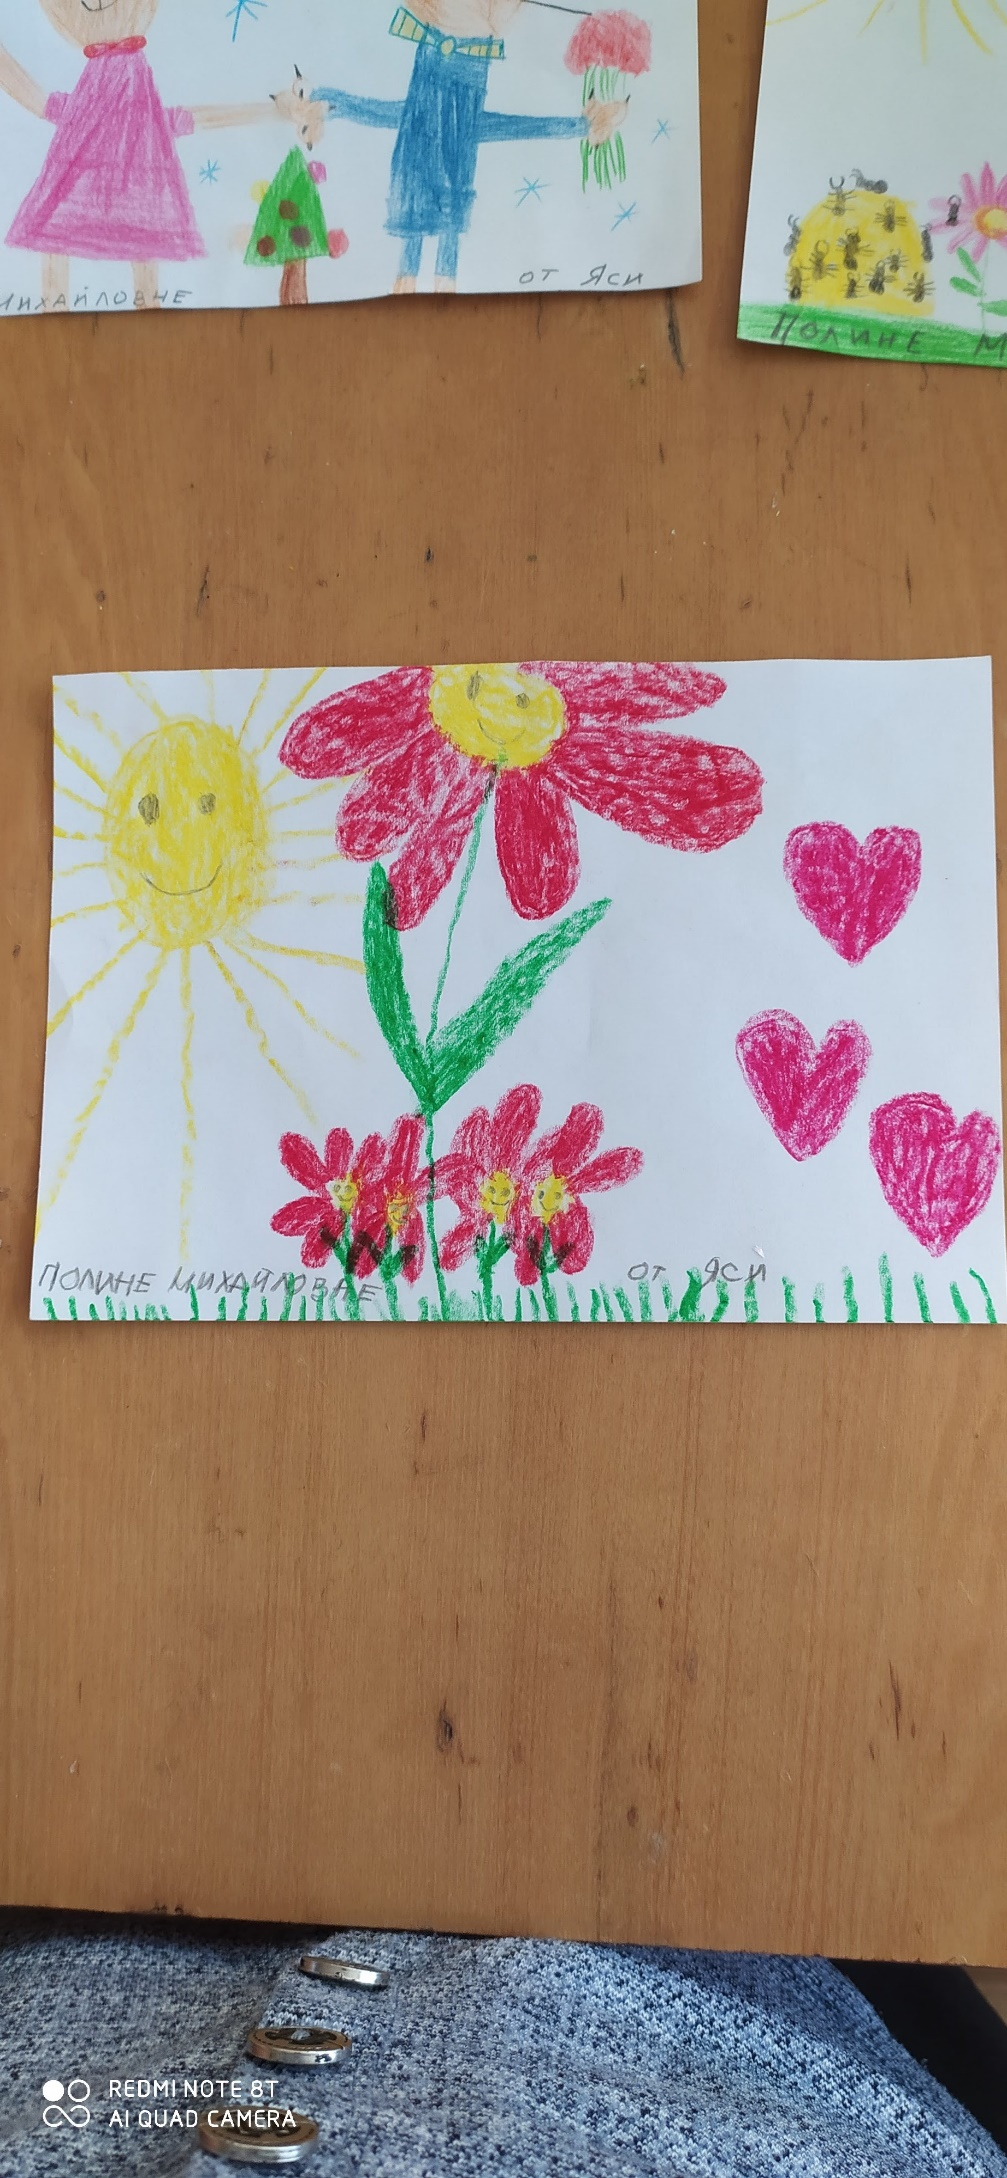 МИХАЙЛОВНЕ ОТ ЯСИ
ПОЛИНЕ М
ПОЛИНЕ МИХАЙЛОВНЕ ОТ ЯСИ
REDMI NOTE 8T
AI QUAD CAMERA